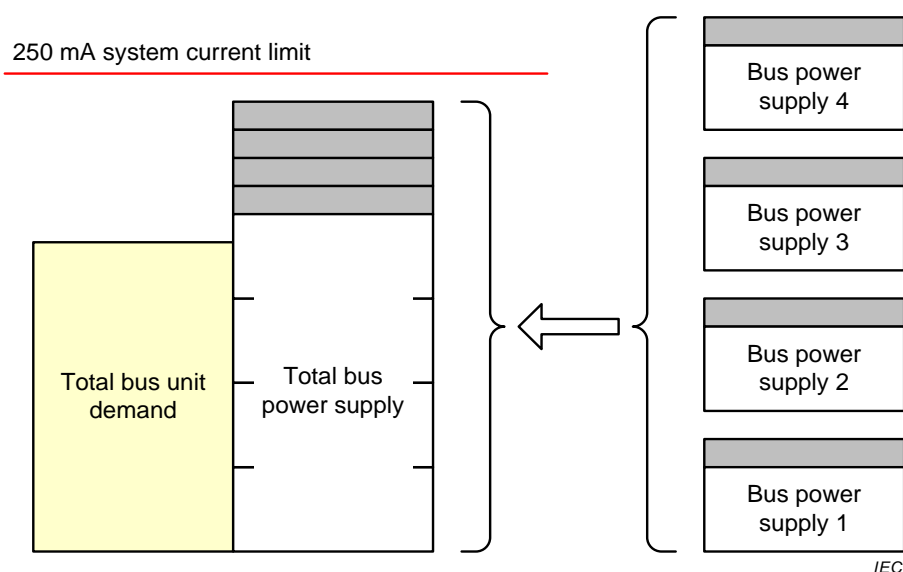 250 mA system current limit
Total bus unit
demand
Total bus
power supply
Bus power
supply 4
Bus power
supply 3
Bus power
supply 2
Bus power
supply 1
IEC